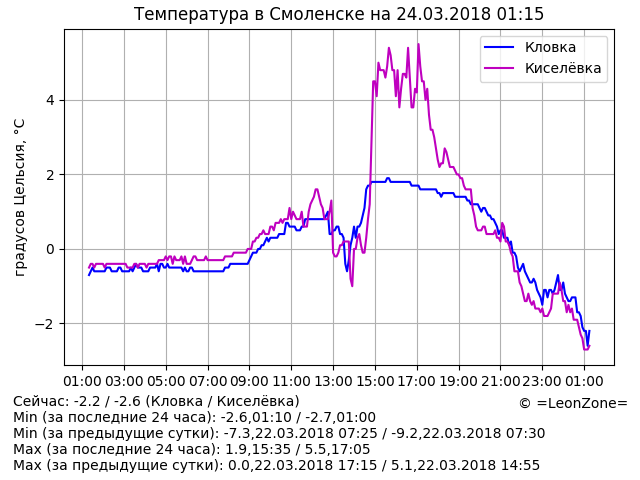 Температура в Смоленске на 24.03.2018 01:15
Кловка
Киселёвка
градусов Цельсия, °C
4
2
0
−2
01:00 03:00 05:00 07:00 09:00 11:00 13:00 15:00 17:00 19:00 21:00 23:00 01:00
Сейчас: -2.2 / -2.6 (Кловка / Киселёвка)
© =LeonZone=
Min (за последние 24 часа): -2.6,01:10 / -2.7,01:00
Min (за предыдущие сутки): -7.3,22.03.2018 07:25 / -9.2,22.03.2018 07:30
Max (за последние 24 часа): 1.9,15:35 / 5.5,17:05
Max (за предыдущие сутки): 0.0,22.03.2018 17:15 / 5.1,22.03.2018 14:55